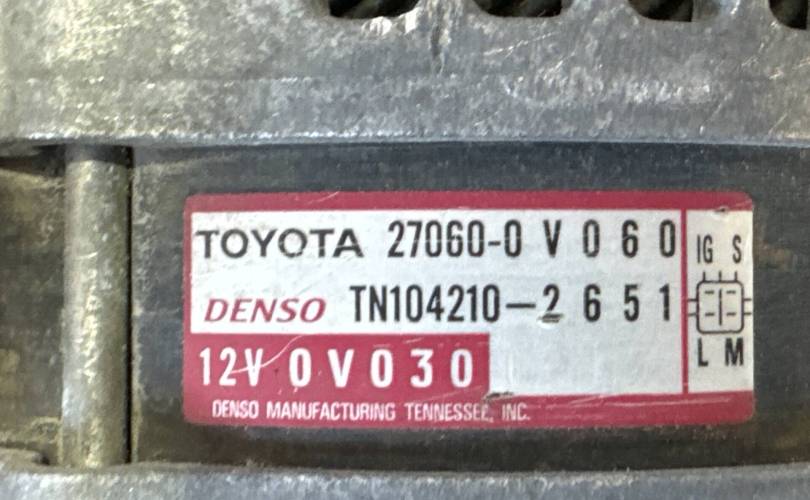 TOYOTA 27060-0V060
DENSO TN104210-2651
12V 0V030
DENSO MANUFACTURING TENNESSEE, INC.
IG S
L M